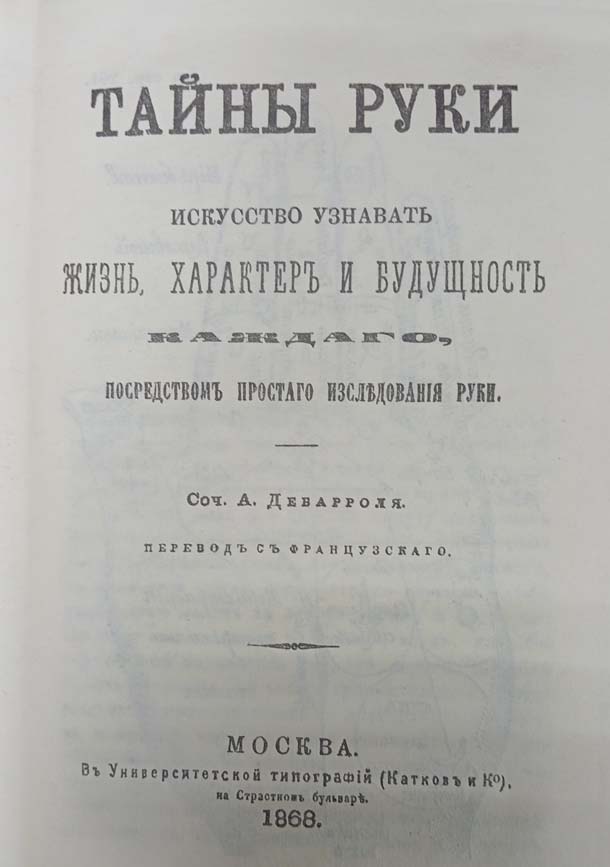 ТАЙНЫ РУКИ
ИСКУССТВО УЗНАВАТЬ
ЖИЗНЬ, ХАРАКТЕРЪ И БУДУЩНОСТЬ
КАЖДАГО,
ПОСРЕДСТВОМЪ ПРОСТАГО ИЗСЛѢДОВАНІЯ РУКИ.
Соч. А. ДЕВАРРОЛЯ.
ПЕРЕВОДЪ СЪ ФРАНЦУЗСКАГО.
МОСКВА.
Въ Университетской типографій (Катковъ и Ко),
на Страстномъ бульварѣ.
1868.